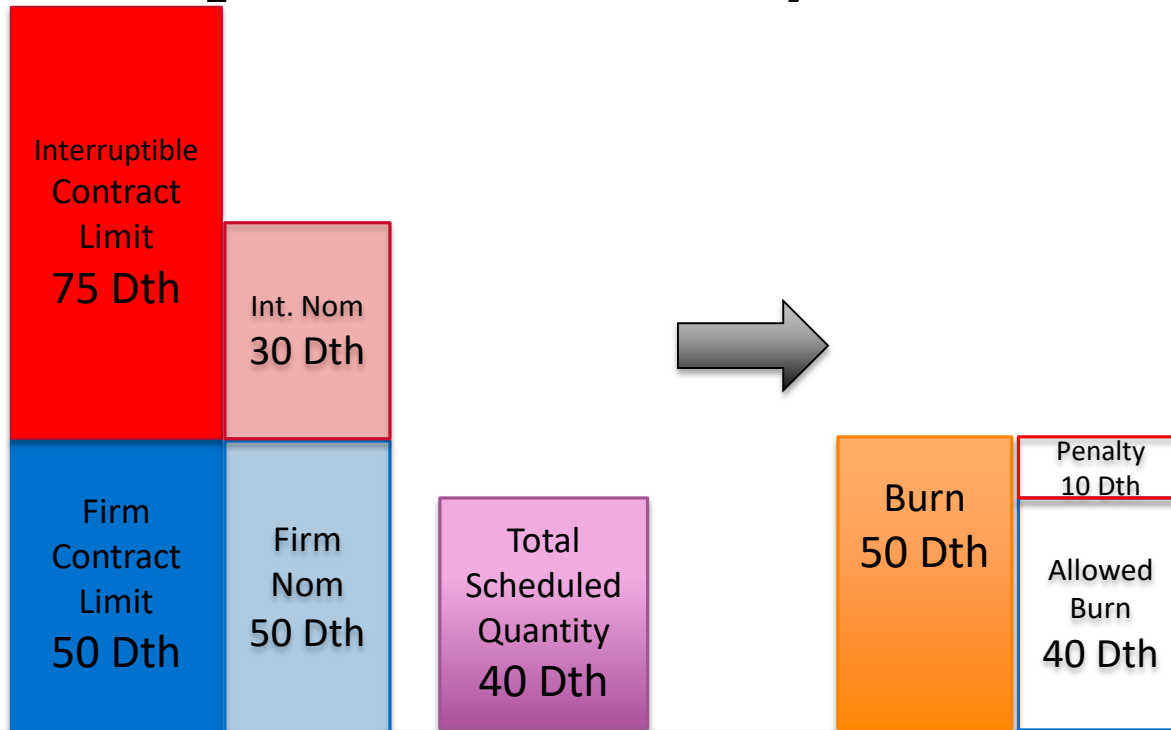 Interruptible
Contract
Limit
75 Dth
Int. Nom
30 Dth
Firm
Contract
Limit
50 Dth
Firm
Nom
50 Dth
Total
Scheduled
Quantity
40 Dth
Burn
50 Dth
Penalty
10 Dth
Allowed
Burn
40 Dth